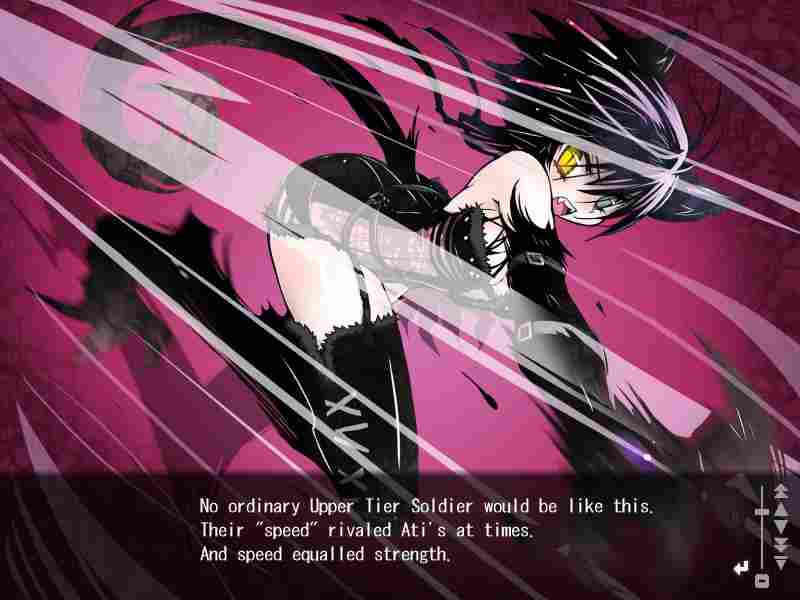 No ordinary Upper Tier Soldier would be like this.
Their "speed" rivaled Ati's at times.
And speed equalled strength.